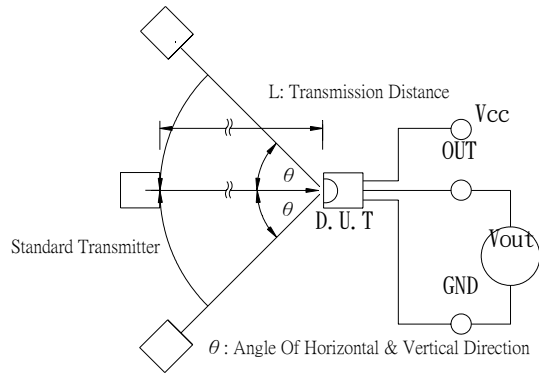 L: Transmission Distance
Vcc
OUT
θ
θ
D.U.T
Standard Transmitter
Vout
GND
θ : Angle Of Horizontal & Vertical Direction